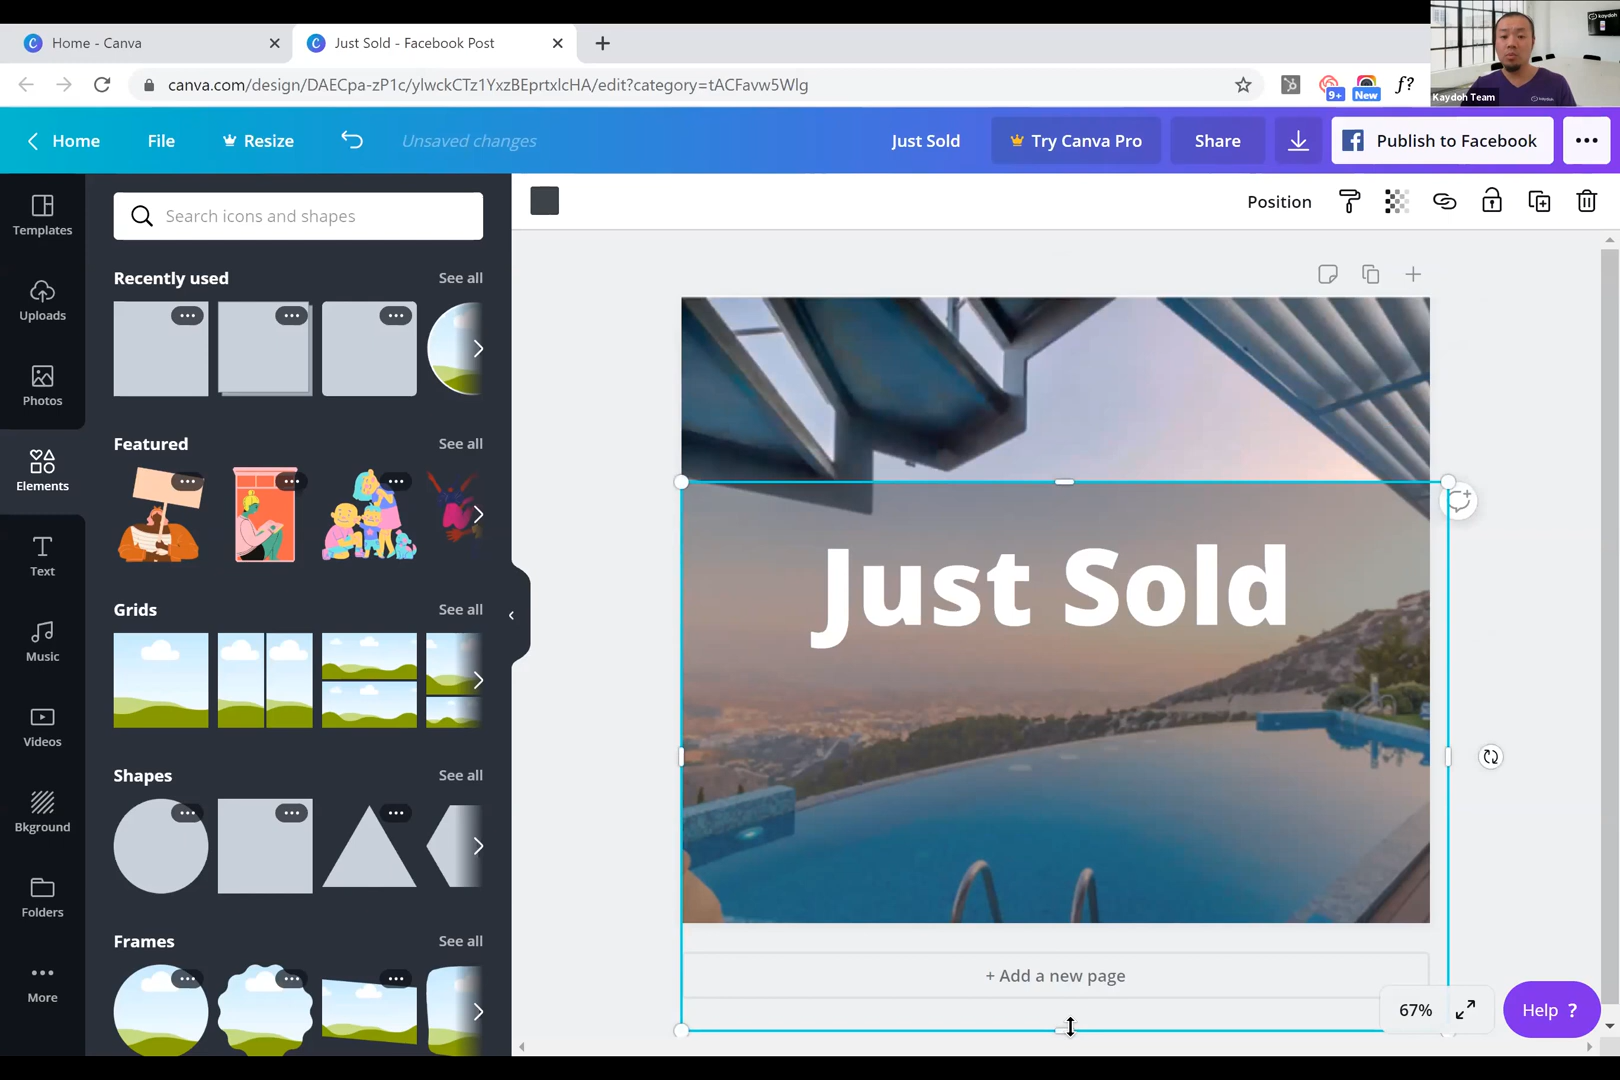 Home - Canva
Just Sold - Facebook Post
canva.com/design/DAECpa-zP1c/ylwckCTz1YxzBEprtxlcHA/edit?category=tACFavw5Wlg
9+
New
f?
Kaydoh Team
kaydoh
Home
File
Resize
Unsaved changes
Just Sold
Try Canva Pro
Share
Publish to Facebook
Templates
Uploads
Photos
Elements
Text
Music
Videos
Bkground
Folders
More
Search icons and shapes
Recently used
See all
Featured
See all
Grids
See all
Shapes
See all
Frames
See all
Position
Just Sold
+ Add a new page
67%
Help ?